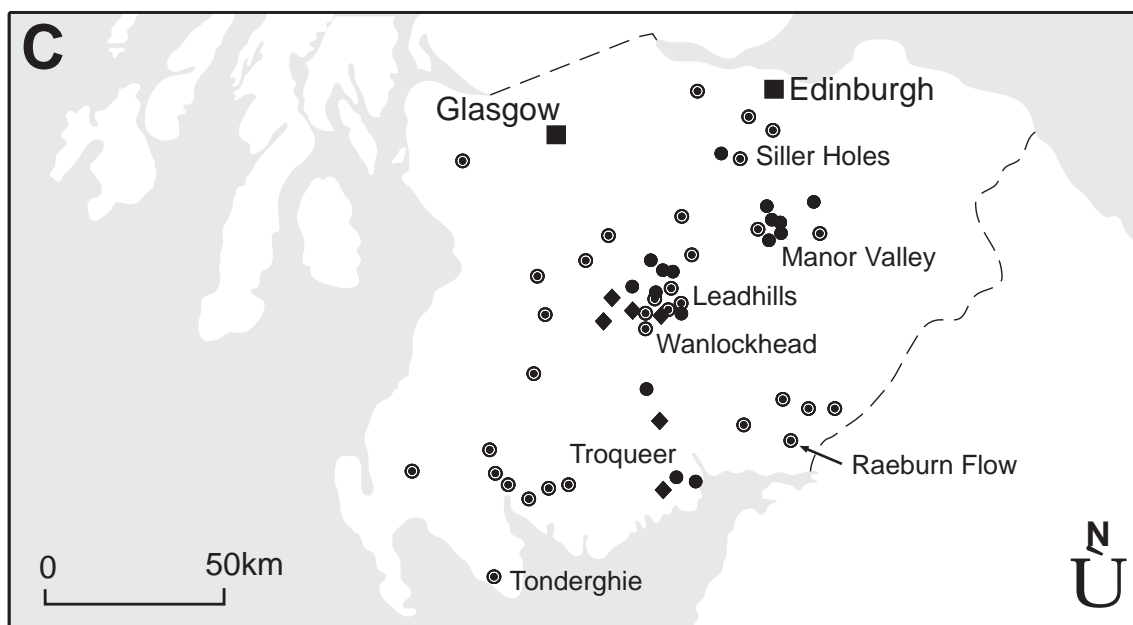 C
Glasgow
Edinburgh
Siller Holes
Manor Valley
Leadhills
Wanlockhead
Troqueer
Raeburn Flow
0 50km
Tonderghie
N
Ù